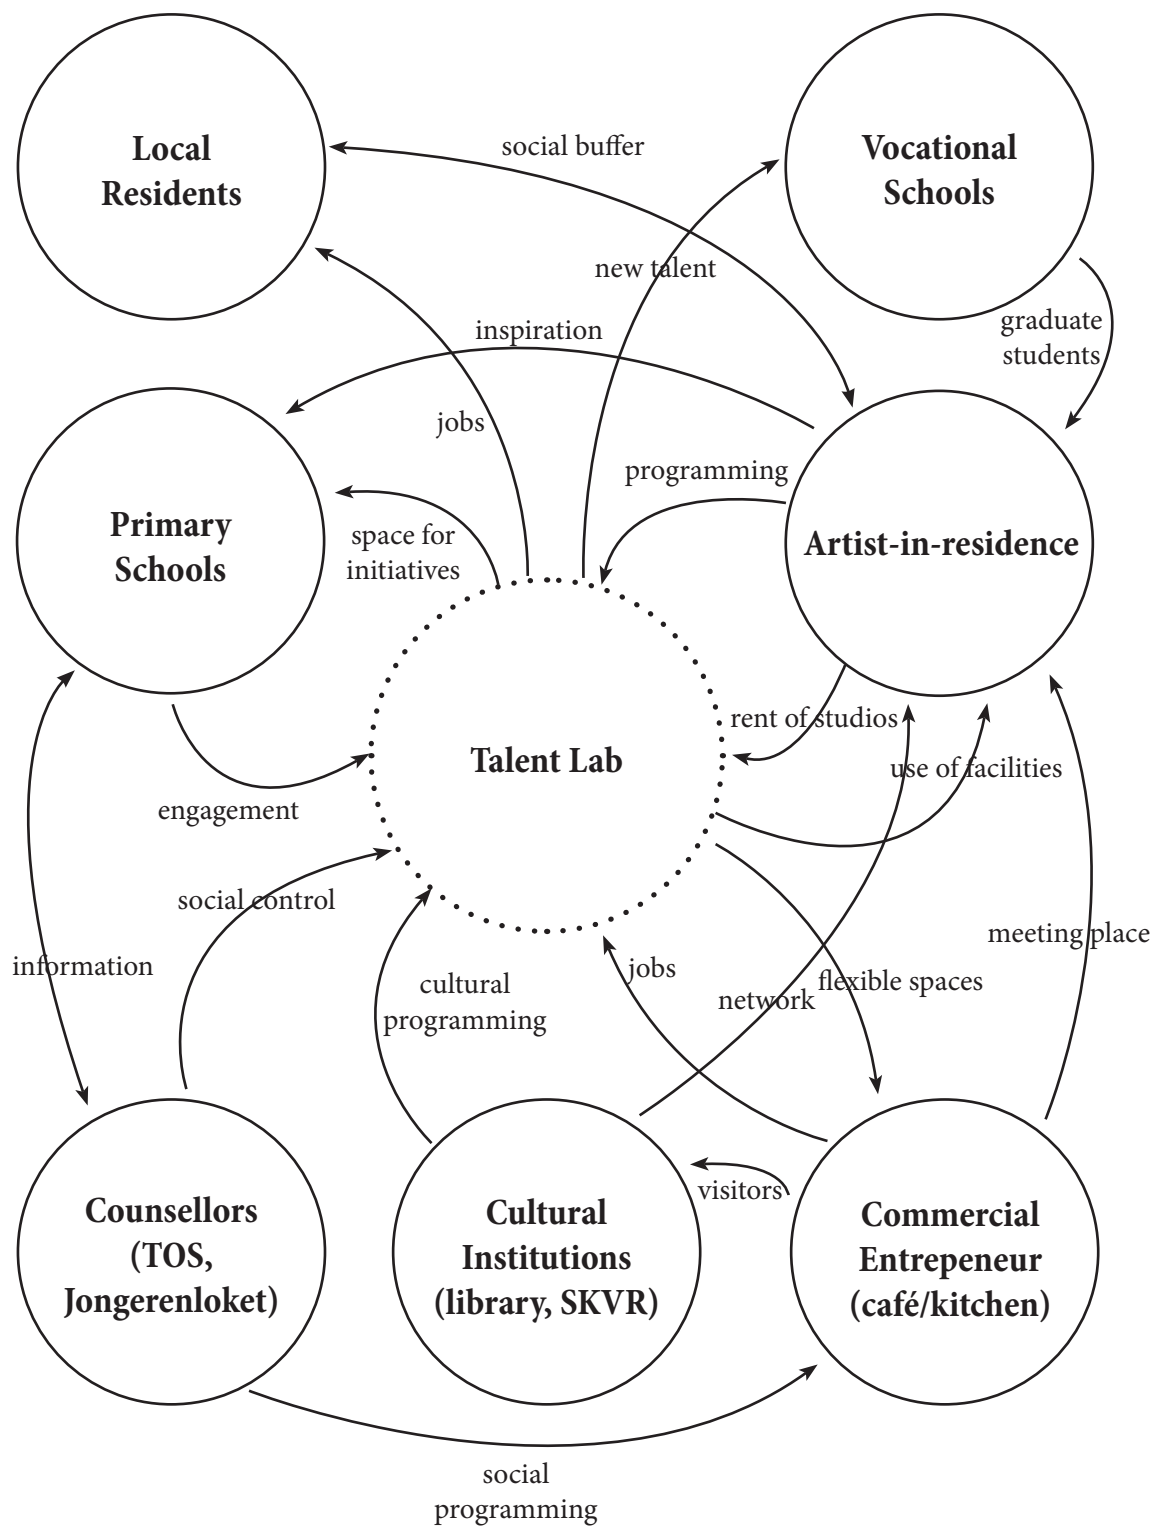 Local
Residents
social buffer
Vocational
Schools
new talent
graduate
students
inspiration
jobs
programming
Primary
Schools
space for
initiatives
Artist-in-residence
Talent Lab
rent of studios
use of facilities
engagement
social control
information
cultural
programming
jobs
network
flexible spaces
meeting place
visitors
Counsellors
(TOS,
Jongerenloket)
Cultural
Institutions
(library, SKVR)
Commercial
Entrepeneur
(café/kitchen)
social
programming